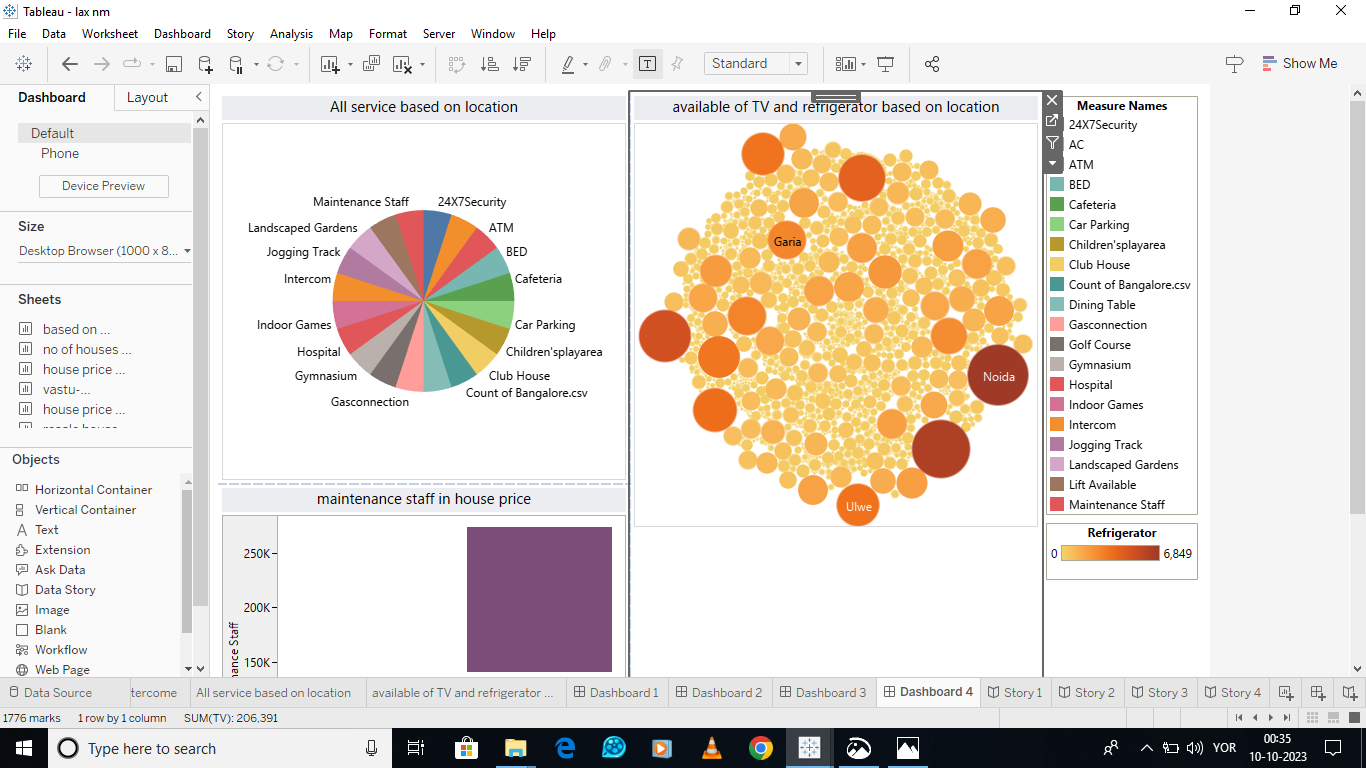 Tableau - lax nm
File Data Worksheet Dashboard Story Analysis Map Format Server Window Help
Standard
Show Me
Dashboard
Layout
Default
Phone
Device Preview
Size
Desktop Browser (1000 x 8...
Sheets
based on ...
no of houses ...
house price ...
vastu-...
house price ...
Objects
Horizontal Container
Vertical Container
Text
Extension
Ask Data
Data Story
Image
Blank
Workflow
Web Page
All service based on location
Maintenance Staff
24X7Security
Landscaped Gardens
ATM
Jogging Track
BED
Intercom
Cafeteria
Indoor Games
Car Parking
Hospital
Children'splayarea
Gymnasium
Club House
Gasconnection
Count of Bangalore.csv
maintenance staff in house price
250K
200K
150K
available of TV and refrigerator based on location
Garia
Noida
Ulwe
Measure Names
24X7Security
AC
ATM
BED
Cafeteria
Car Parking
Children'splayarea
Club House
Count of Bangalore.csv
Dining Table
Gasconnection
Golf Course
Gymnasium
Hospital
Indoor Games
Intercom
Jogging Track
Landscaped Gardens
Lift Available
Maintenance Staff
Refrigerator
0 6,849
Data Source
tercome
All service based on location
available of TV and refrigerator ...
Dashboard 1
Dashboard 2
Dashboard 3
Dashboard 4
Story 1
Story 2
Story 3
Story 4
1776 marks 1 row by 1 column SUM(TV): 206,391
Type here to search
YOR
00:35
10-10-2023